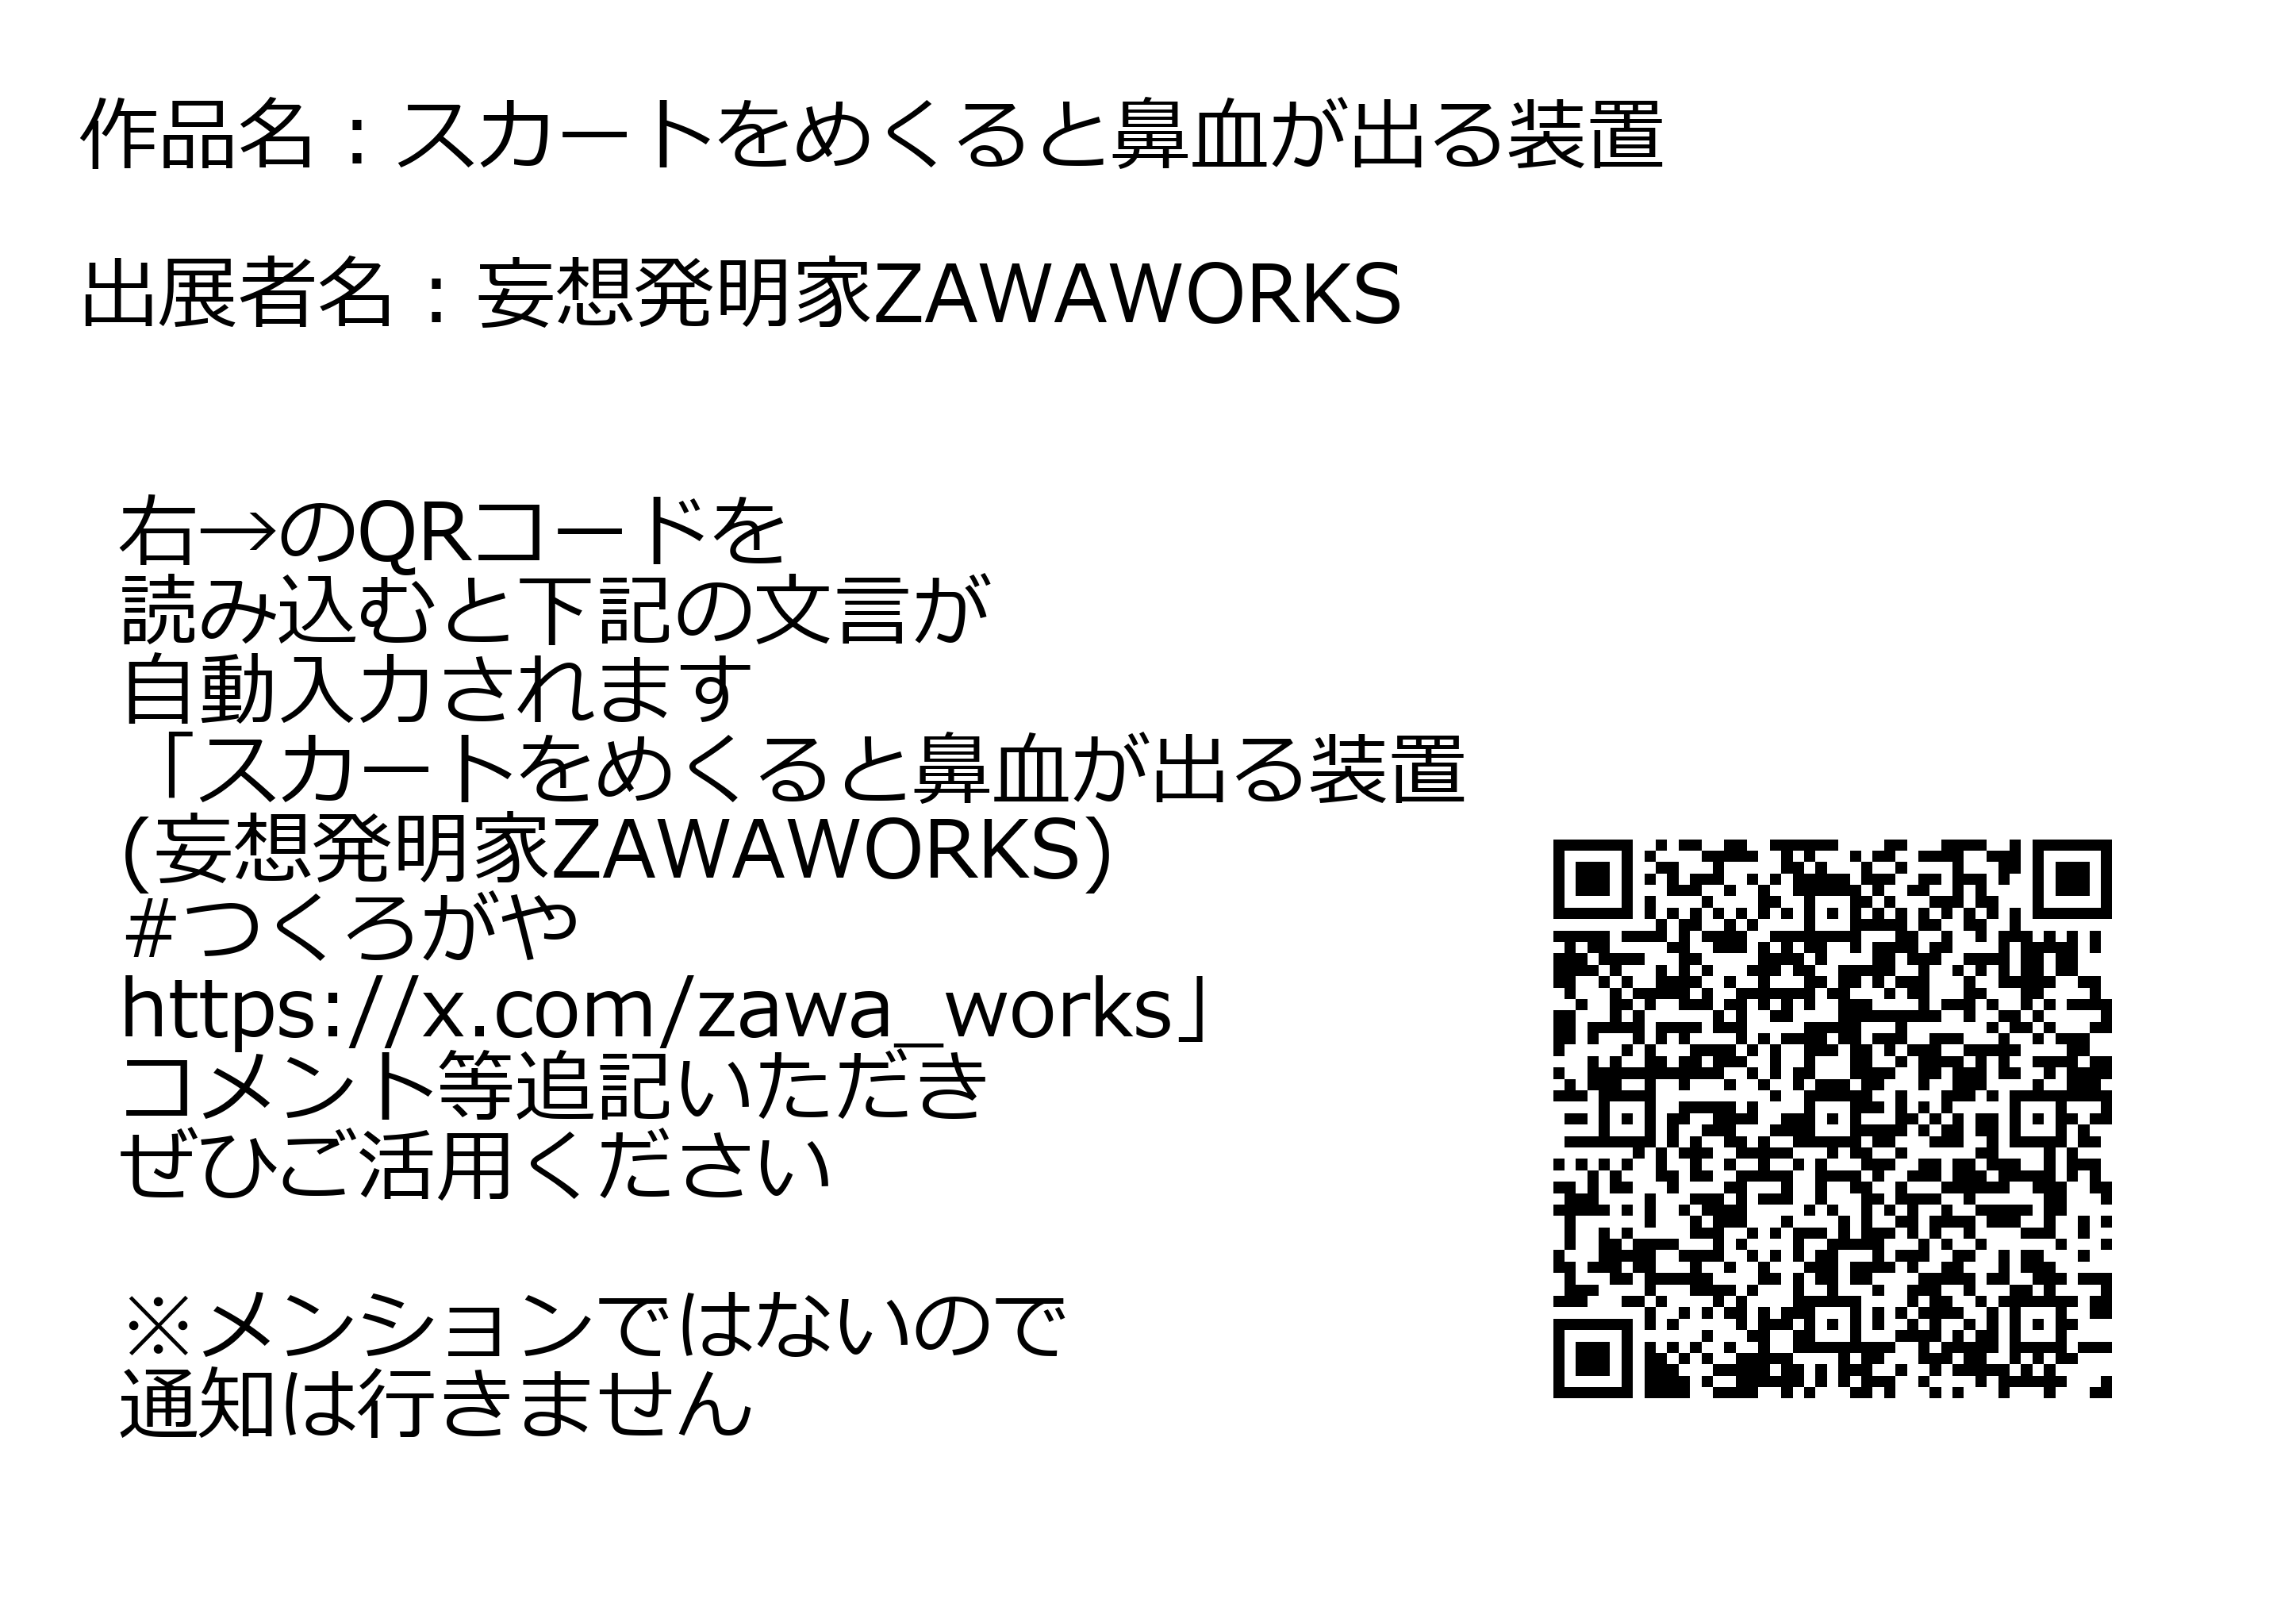 作品名：スカートをめくると鼻血が出る装置
出展者名：妄想発明家ZAWAWORKS
右→のQRコードを
読み込むと下記の文言が
自動入力されます
「スカートをめくると鼻血が出る装置
(妄想発明家ZAWAWORKS)
#つくろがや
https://x.com/zawa_works」
コメント等追記いただき
ぜひご活用ください
※メンションではないので
通知は行きません